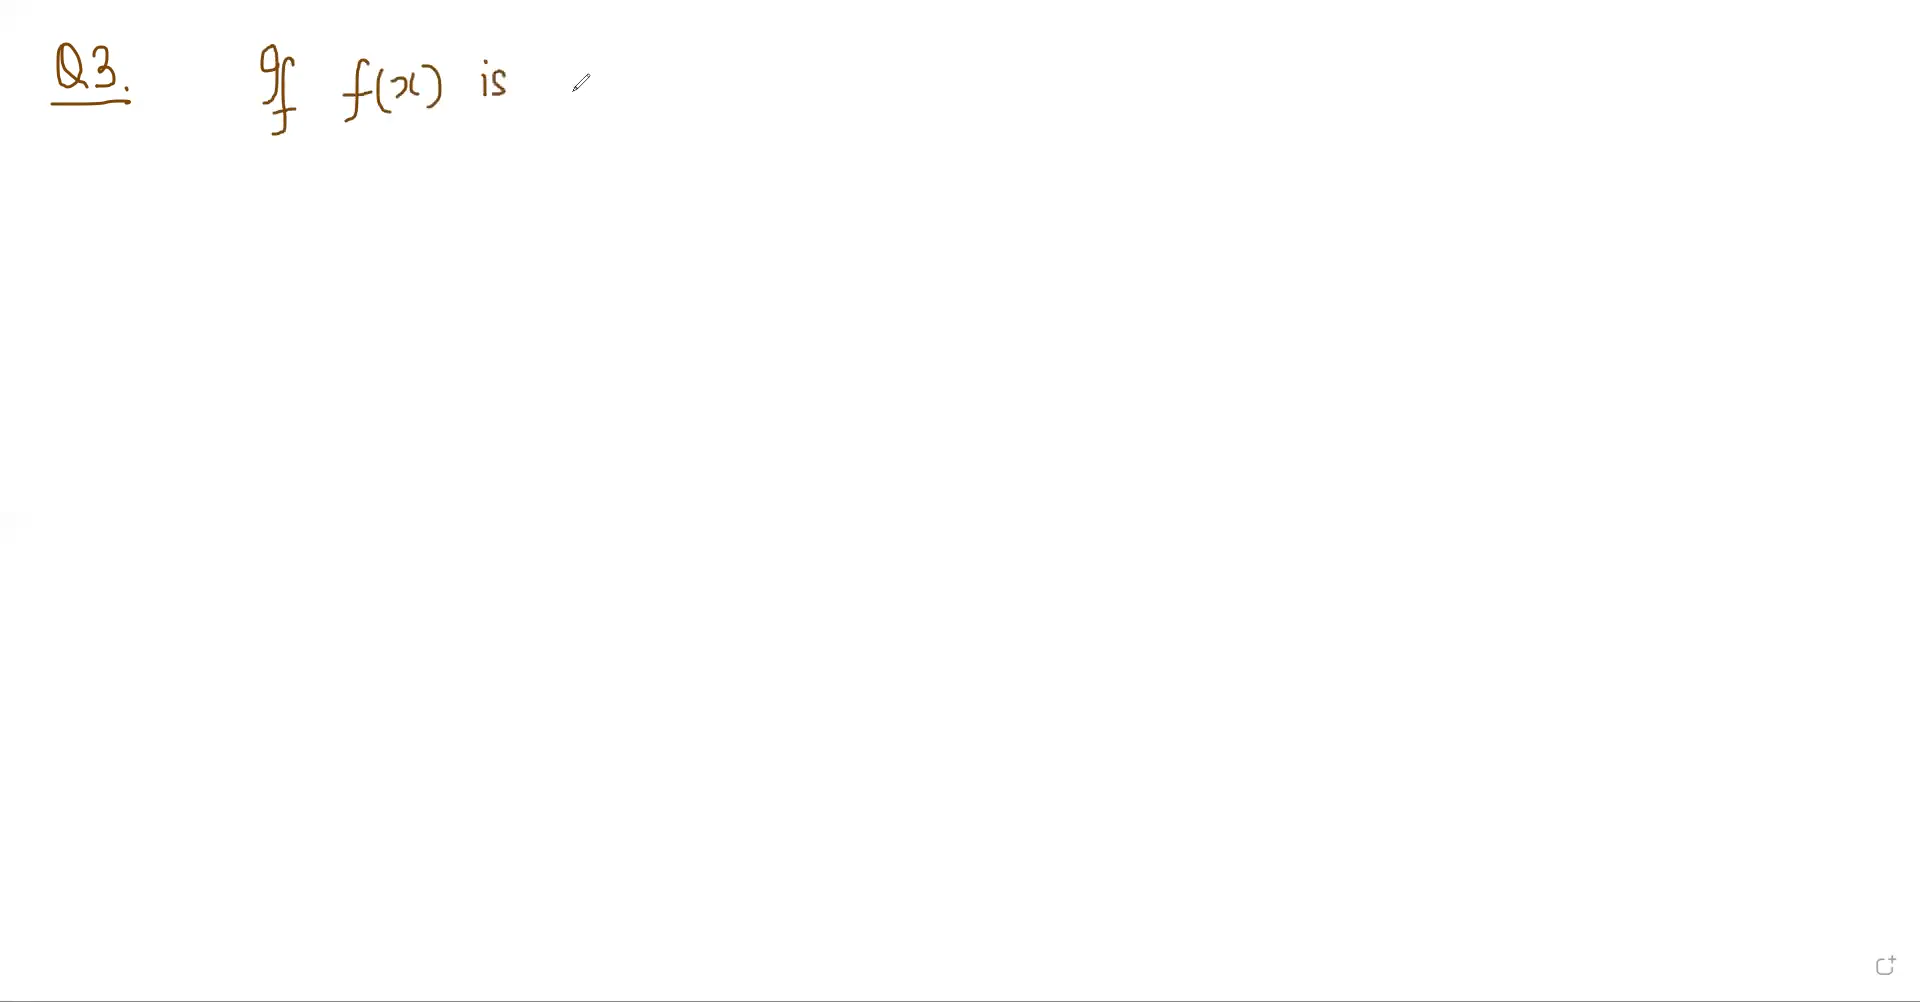 Q3. If f(x) is